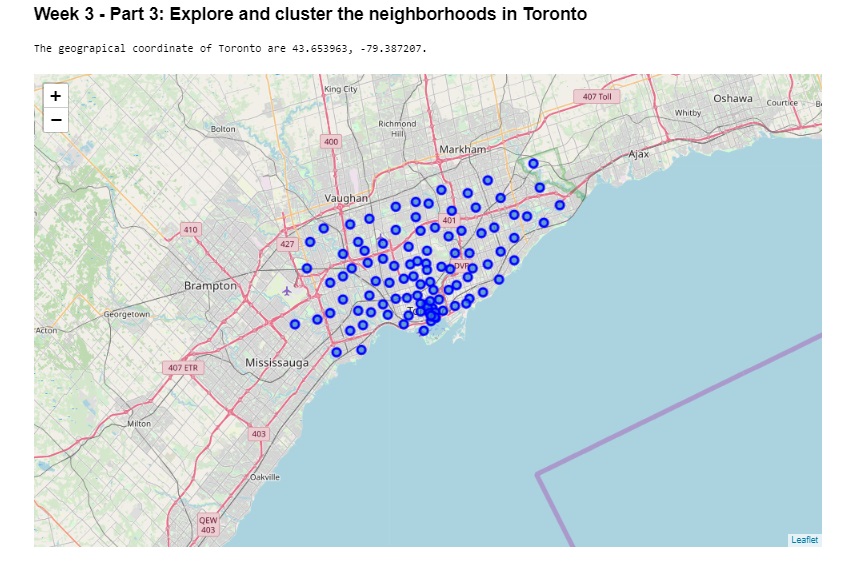 Week 3 - Part 3: Explore and cluster the neighborhoods in Toronto
The geograpical coordinate of Toronto are 43.653963, -79.387207.
+
−
King City
407 Toll
Oshawa
Courtice
Whitby
Bolton
Richmond
Hill
400
Markham
Ajax
Vaughan
401
410
427
DVP
Brampton
Georgetown
To
Acton
Mississauga
407 ETR
Milton
403
Oakville
QEW
403
Leaflet